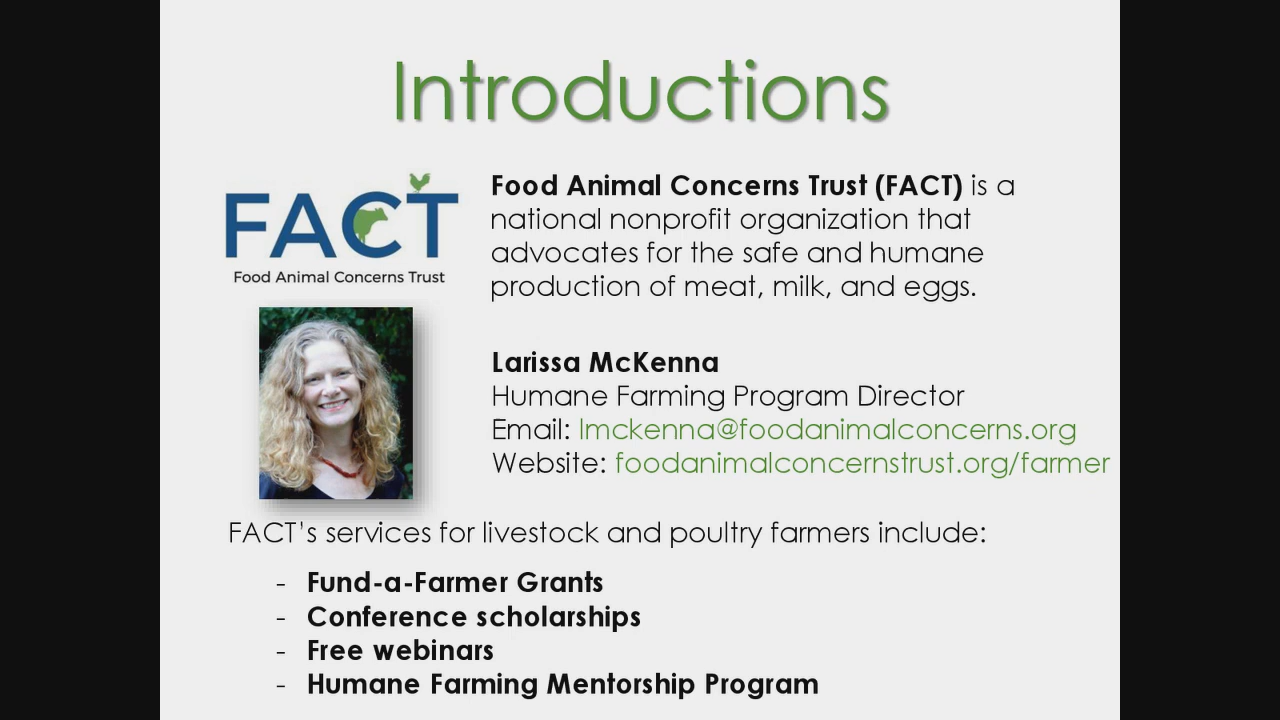 Introductions
FACT
Food Animal Concerns Trust
Food Animal Concerns Trust (FACT) is a
national nonprofit organization that
advocates for the safe and humane
production of meat, milk, and eggs.
Larissa McKenna
Humane Farming Program Director
Email: lmckenna@foodanimalconcerns.org
Website: foodanimalconcernstrust.org/farmer
FACT's services for livestock and poultry farmers include:
- Fund-a-Farmer Grants
- Conference scholarships
- Free webinars
- Humane Farming Mentorship Program